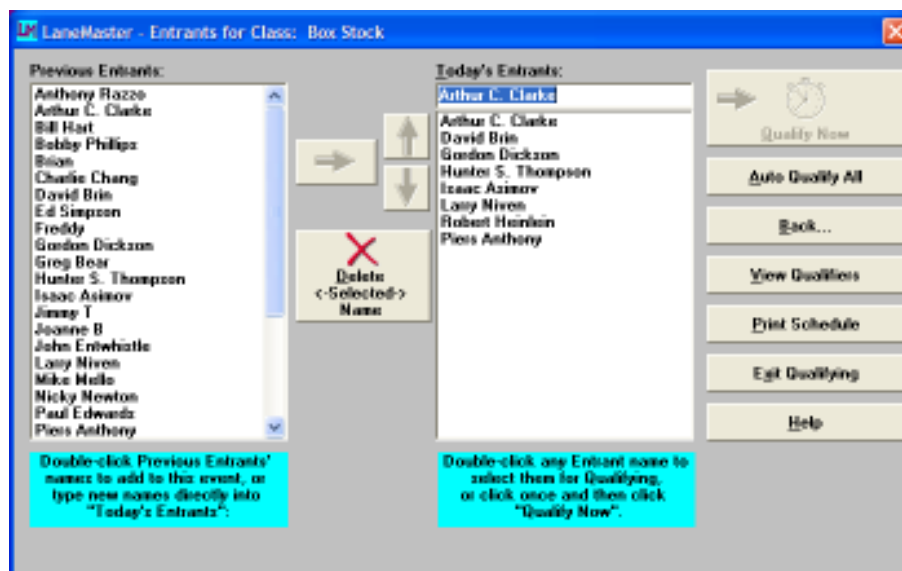 LM LaneMaster - Entrants for Class: Box Stock
Previous Entrants:
Anthony Razzo
Arthur C. Clarke
Bill Hart
Bobby Phillips
Brian
Charlie Chang
David Brin
Ed Simpson
Freddy
Gordon Dickson
Greg Bear
Hunter S. Thompson
Isaac Asimov
Jimmy T
Joanne B
John Entwhistle
Larry Niven
Mike Mello
Nicky Newton
Paul Edwards
Piers Anthony
Double-click Previous Entrants'
names to add to this event, or
type new names directly into
"Today's Entrants":
Delete
<-Selected->
Name
Today's Entrants:
Arthur C. Clarke
Arthur C. Clarke
David Brin
Gordon Dickson
Hunter S. Thompson
Isaac Asimov
Larry Niven
Robert Heinlein
Piers Anthony
Double-click any Entrant name to
select them for Qualifying,
or click once and then click
"Qualify Now".
Qualify Now
Auto Qualify All
Back...
View Qualifiers
Print Schedule
Exit Qualifying
Help